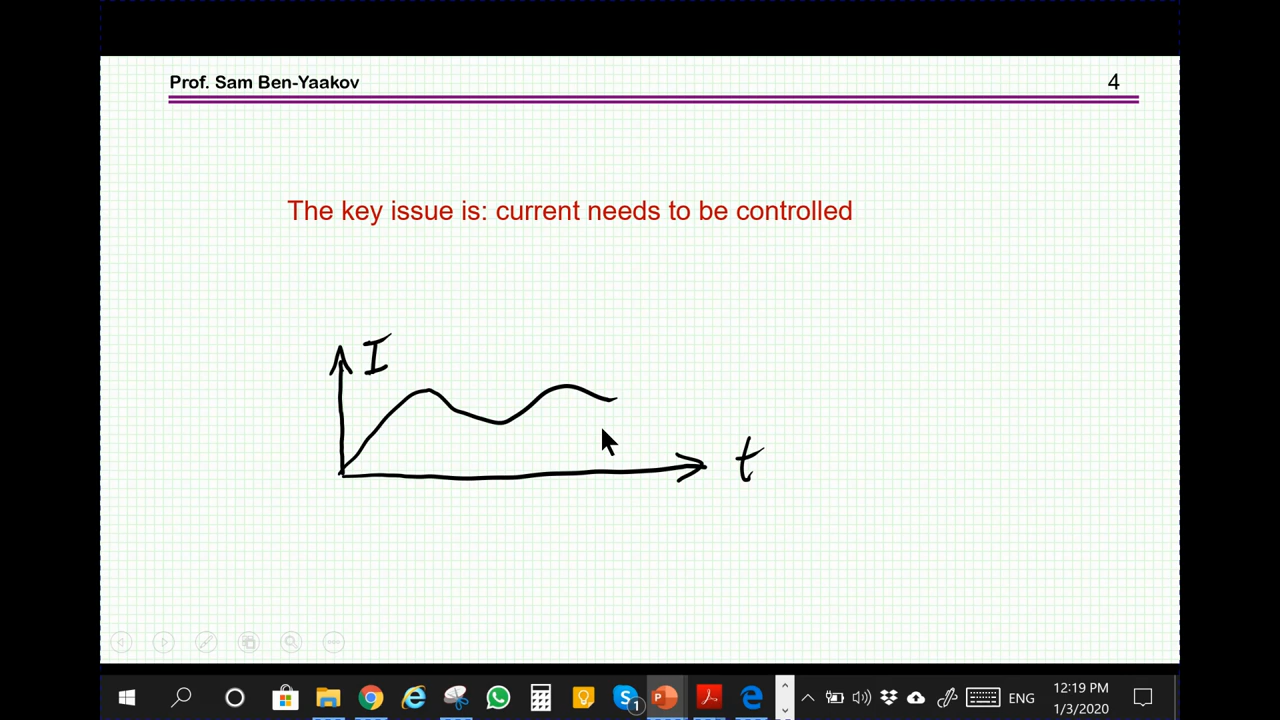 Prof. Sam Ben-Yaakov
4
The key issue is: current needs to be controlled
I
t
1
ENG
12:19 PM
1/3/2020